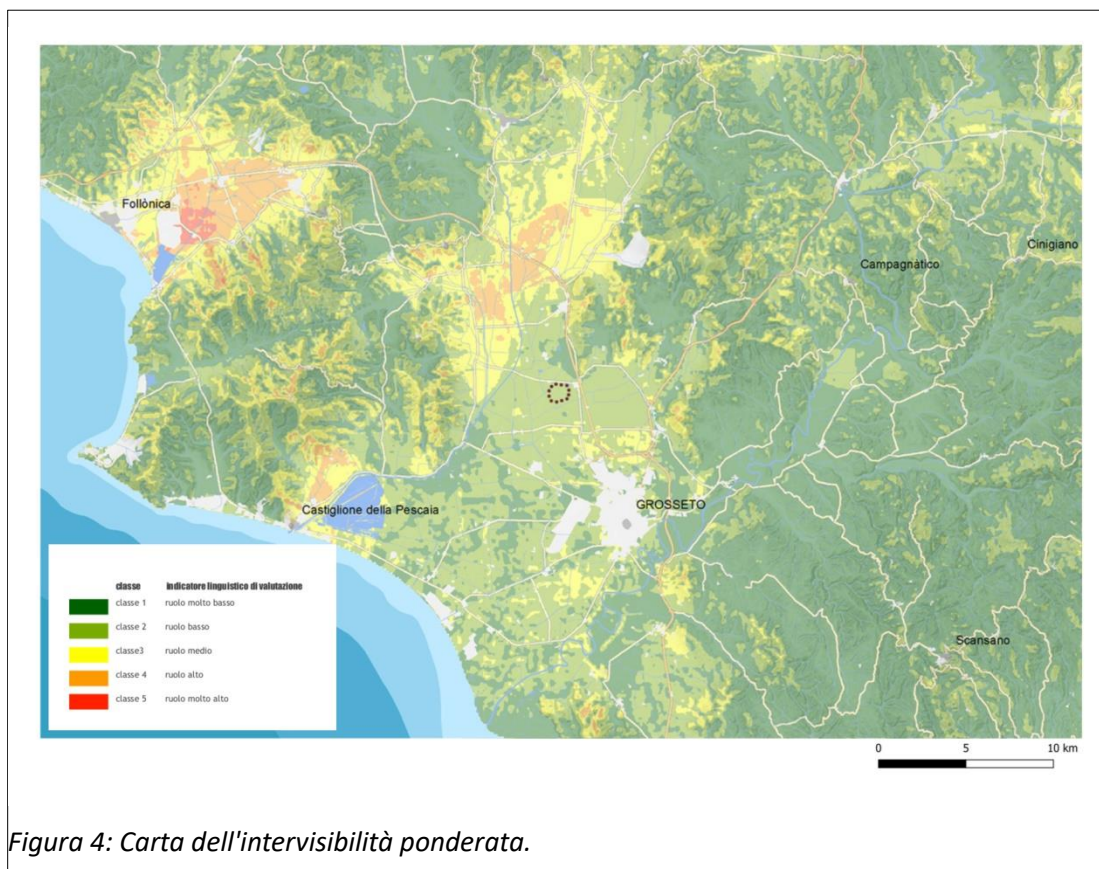 Follònica
Cinigiano
Campagnatico
Castiglione della Pescaia
GROSSETO
Scansano
classe indicatore linguistico di valutazione
classe 1 ruolo molto basso
classe 2 ruolo basso
classe3 ruolo medio
classe 4 ruolo alto
classe 5 ruolo molto alto
0 5 10 km
Figura 4: Carta dell'intervisibilità ponderata.